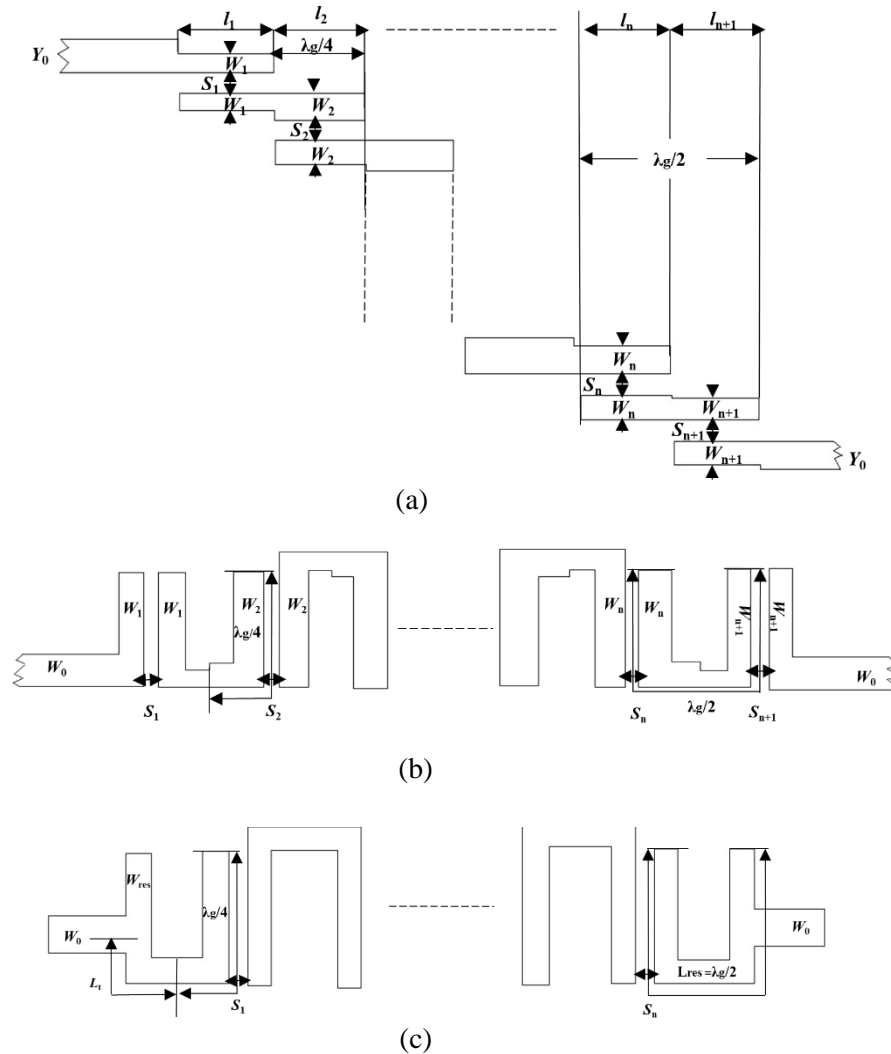 l₁ l₂ lₙ lₙ₊₁
Y₀ W₁ λg/4
S₁ W₁ W₂
S₂ W₂
λg/2
Wₙ
Sₙ Wₙ Wₙ₊₁
Sₙ₊₁ Wₙ₊₁ Y₀
(a)
W₁ W₁ W₂ W₂ Wₙ Wₙ Wₙ₊₁ Wₙ₊₁
λg/4
W₀ W₀
S₁ S₂ Sₙ λg/2 Sₙ₊₁
(b)
Wres λg/4
W₀ W₀
Lt S₁ Lres =λg/2
Sₙ
(c)